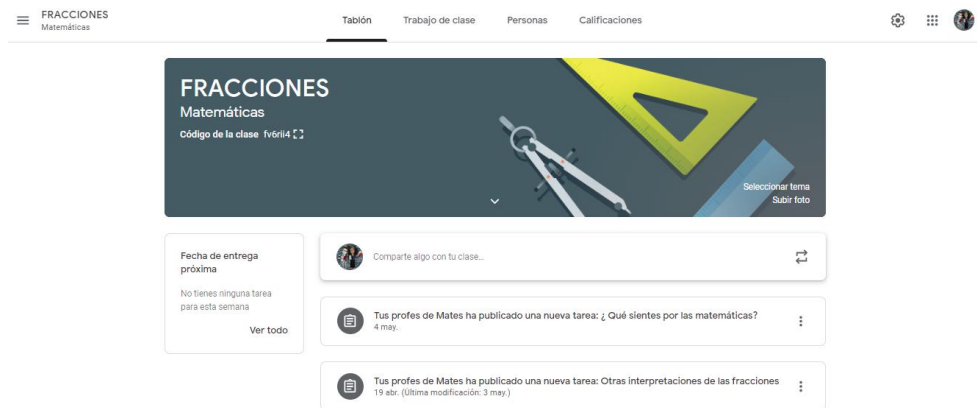 FRACCIONES
Matemáticas
Tablón
Trabajo de clase
Personas
Calificaciones
FRACCIONES
Matemáticas
Código de la clase fv6rii4
Seleccionar tema
Subir foto
Fecha de entrega
próxima
No tienes ninguna tarea
para esta semana
Ver todo
Comparte algo con tu clase...
Tus profes de Mates ha publicado una nueva tarea: ¿ Qué sientes por las matemáticas?
4 may.
Tus profes de Mates ha publicado una nueva tarea: Otras interpretaciones de las fracciones
19 abr. (Última modificación: 3 may.)